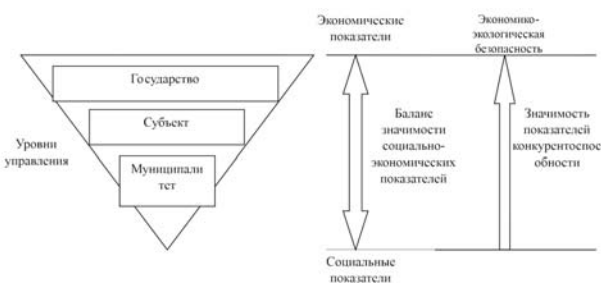 Экономические
показатели
Экономико-
экологическая
безопасность
Государство
Субъект
Муниципали
тет
Уровни
управления
Баланс
значимости
социально-
экономических
показателей
Значимость
показателей
конкурентоспос
обности
Социальные
показатели